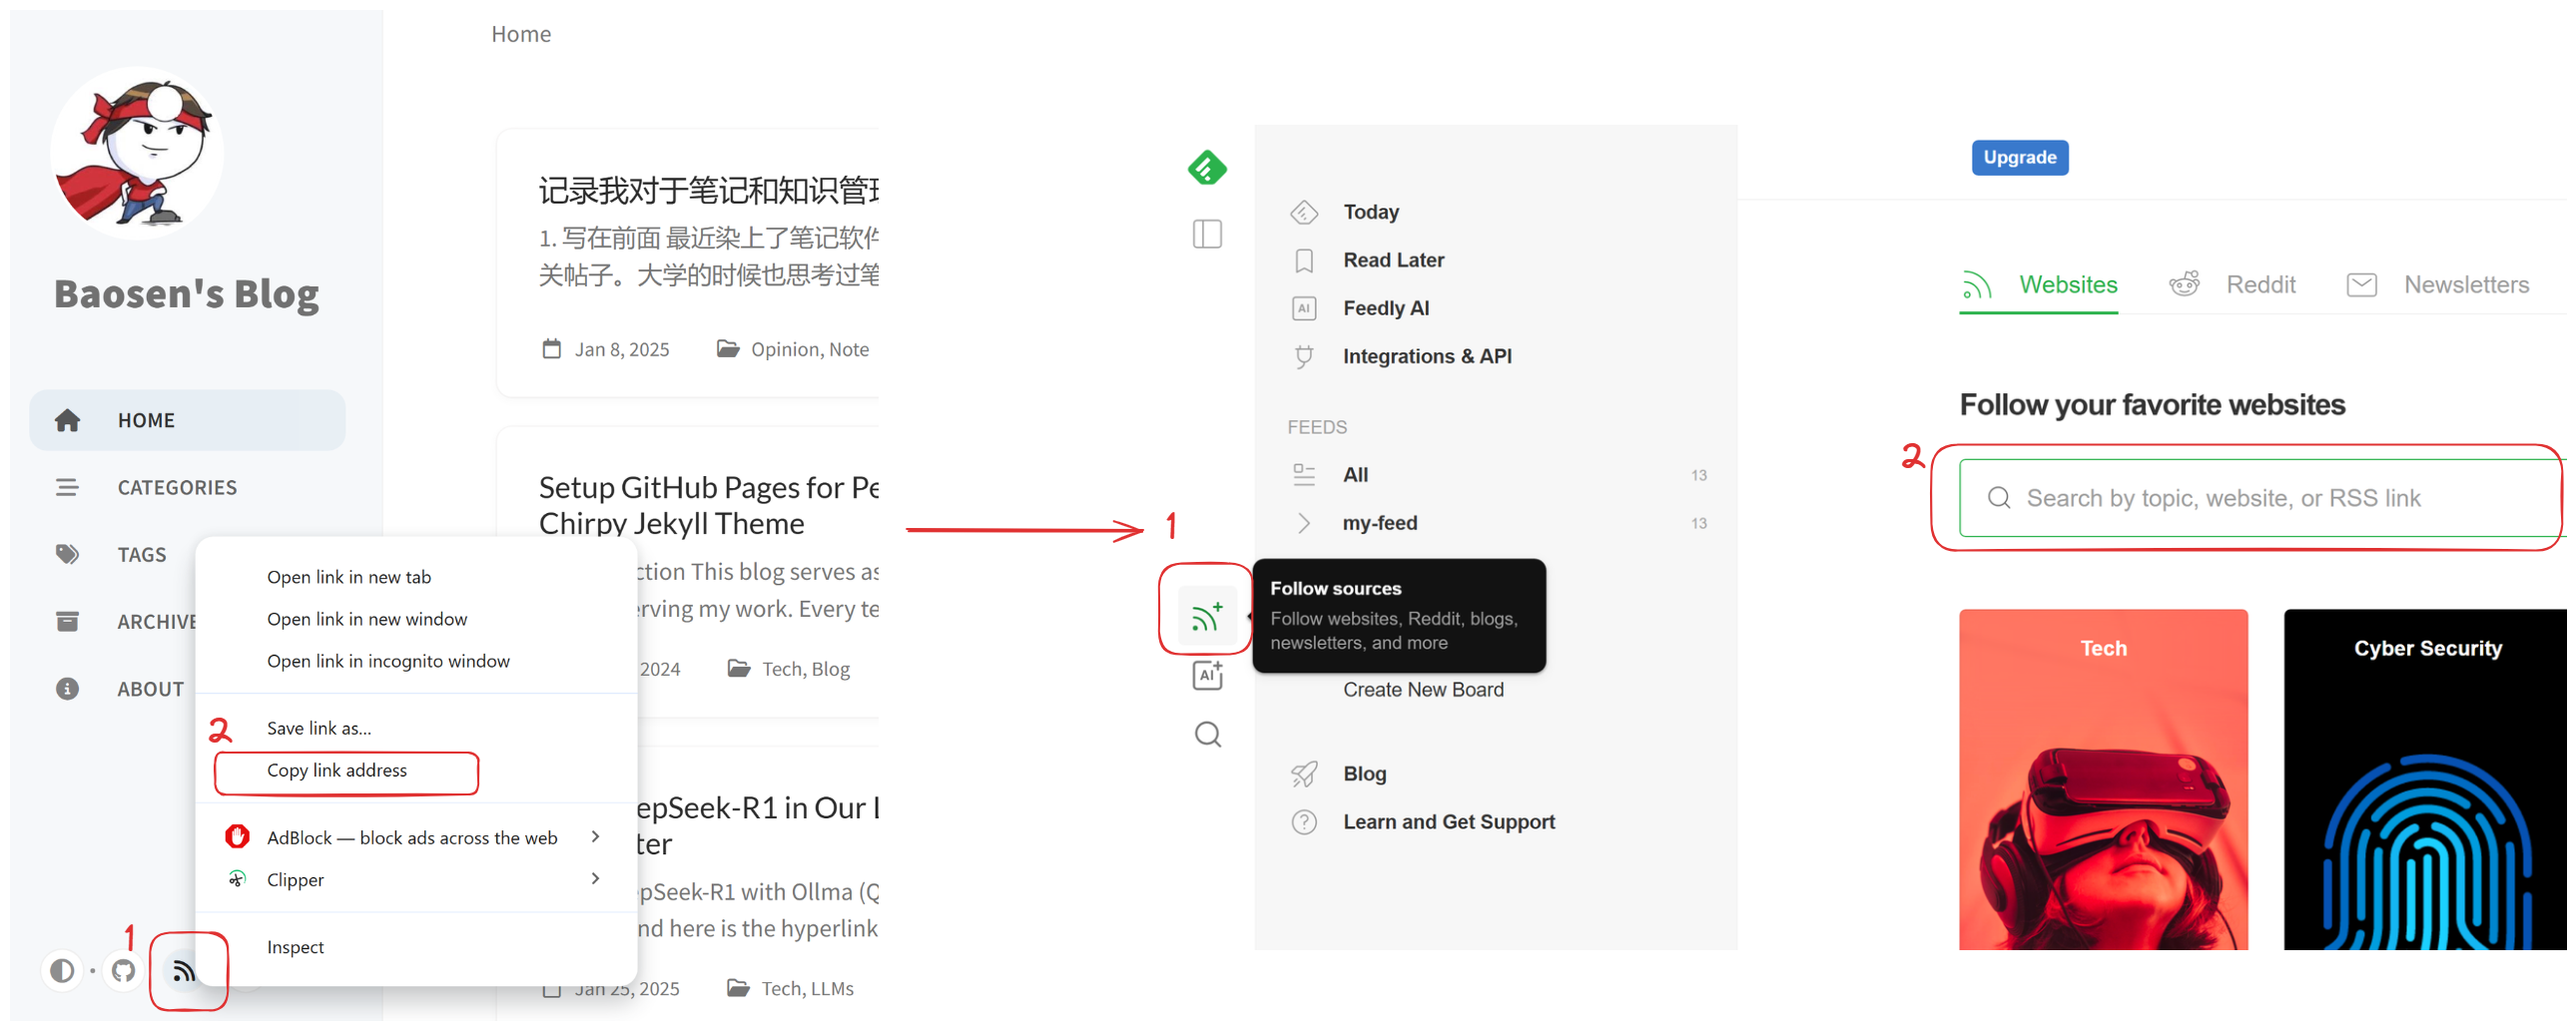 Home
Baosen's Blog
HOME
CATEGORIES
TAGS
ARCHIVE
ABOUT
记录我对于笔记和知识管理
1. 写在前面 最近染上了笔记软件
关帖子。大学的时候也思考过笔
Jan 8, 2025
Opinion, Note
Setup GitHub Pages for Pe
Chirpy Jekyll Theme
ction This blog serves as
erving my work. Every te
2024
Tech, Blog
epSeek-R1 in Our L
ter
pSeek-R1 with Ollma (Q
nd here is the hyperlink
Jan 25, 2025
Tech, LLMs
Open link in new tab
Open link in new window
Open link in incognito window
2
Save link as...
Copy link address
AdBlock — block ads across the web
Clipper
Inspect
1
1
Today
Read Later
AI
Feedly AI
Integrations & API
FEEDS
All
13
my-feed
13
Follow sources
Follow websites, Reddit, blogs,
newsletters, and more
AI
Create New Board
Blog
Learn and Get Support
Upgrade
Websites
Reddit
Newsletters
Follow your favorite websites
2
Search by topic, website, or RSS link
Tech
Cyber Security